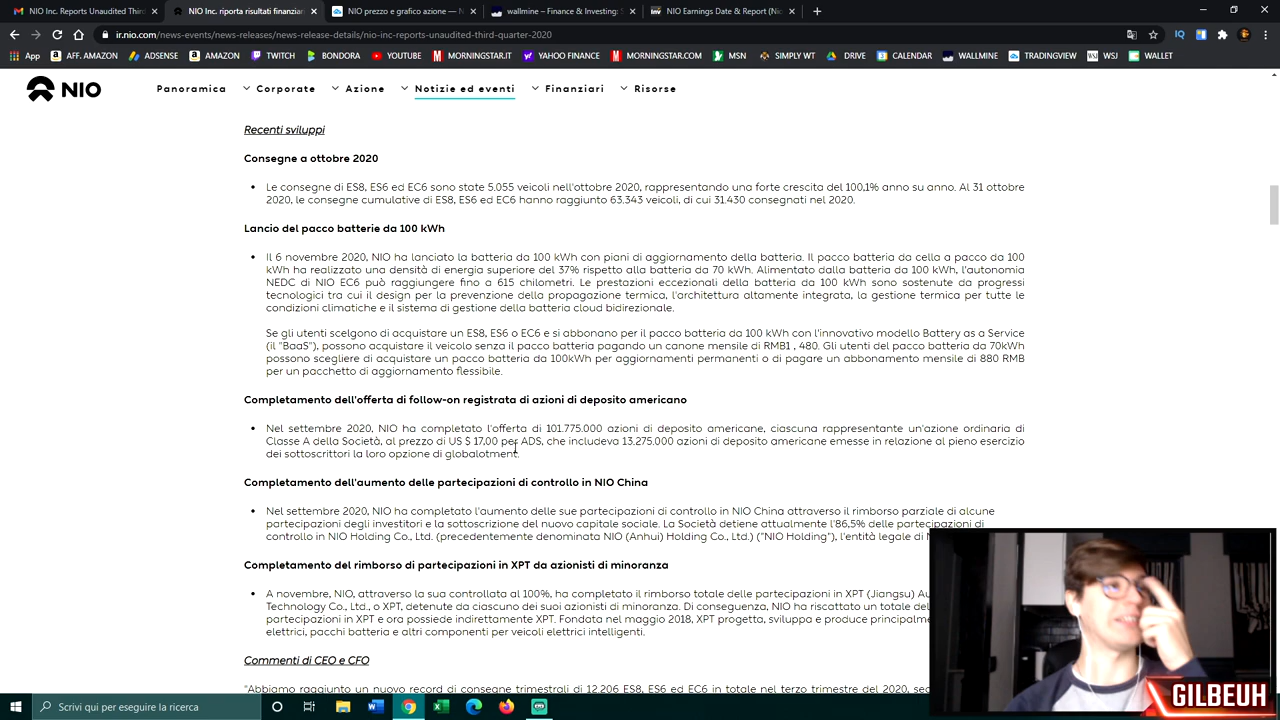 NIO Inc. Reports Unaudited Third
NIO Inc. riporta risultati finanziari
NIO prezzo e grafico azione — N
wallmine – Finance & Investing: S
NIO Earnings Date & Report (Nio
ir.nio.com/news-events/news-releases/news-release-details/nio-inc-reports-unaudited-third-quarter-2020
App
AFF. AMAZON
ADSENSE
AMAZON
TWITCH
BONDORA
YOUTUBE
MORNINGSTAR.IT
YAHOO FINANCE
MORNINGSTAR.COM
MSN
SIMPLY WT
DRIVE
CALENDAR
WALLMINE
TRADINGVIEW
WSJ
WALLET
NIO
Panoramica
Corporate
Azione
Notizie ed eventi
Finanziari
Risorse
Recenti sviluppi
Consegne a ottobre 2020
• Le consegne di ES8, ES6 ed EC6 sono state 5.055 veicoli nell'ottobre 2020, rappresentando una forte crescita del 100,1% anno su anno. Al 31 ottobre
2020, le consegne cumulative di ES8, ES6 ed EC6 hanno raggiunto 63.343 veicoli, di cui 31.430 consegnati nel 2020.
Lancio del pacco batterie da 100 kWh
• Il 6 novembre 2020, NIO ha lanciato la batteria da 100 kWh con piani di aggiornamento della batteria. Il pacco batteria da cella a pacco da 100
kWh ha realizzato una densità di energia superiore del 37% rispetto alla batteria da 70 kWh. Alimentato dalla batteria da 100 kWh, l'autonomia
NEDC di NIO EC6 può raggiungere fino a 615 chilometri. Le prestazioni eccezionali della batteria da 100 kWh sono sostenute da progressi
tecnologici tra cui il design per la prevenzione della propagazione termica, l'architettura altamente integrata, la gestione termica per tutte le
condizioni climatiche e il sistema di gestione della batteria cloud bidirezionale.
Se gli utenti scelgono di acquistare un ES8, ES6 o EC6 e si abbonano per il pacco batteria da 100 kWh con l'innovativo modello Battery as a Service
(il "BaaS"), possono acquistare il veicolo senza il pacco batteria pagando un canone mensile di RMB1 , 480. Gli utenti del pacco batteria da 70kWh
possono scegliere di acquistare un pacco batteria da 100kWh per aggiornamenti permanenti o di pagare un abbonamento mensile di 880 RMB
per un pacchetto di aggiornamento flessibile.
Completamento dell'offerta di follow-on registrata di azioni di deposito americano
• Nel settembre 2020, NIO ha completato l'offerta di 101.775.000 azioni di deposito americane, ciascuna rappresentante un'azione ordinaria di
Classe A della Società, al prezzo di US $ 17,00 per ADS, che includeva 13.275.000 azioni di deposito americane emesse in relazione al pieno esercizio
dei sottoscrittori la loro opzione di globalotment.
Completamento dell'aumento delle partecipazioni di controllo in NIO China
• Nel settembre 2020, NIO ha completato l'aumento delle sue partecipazioni di controllo in NIO China attraverso il rimborso parziale di alcune
partecipazioni degli investitori e la sottoscrizione del nuovo capitale sociale. La Società detiene attualmente l'86,5% delle partecipazioni di
controllo in NIO Holding Co., Ltd. (precedentemente denominata NIO (Anhui) Holding Co., Ltd.) ("NIO Holding"), l'entità legale di
Completamento del rimborso di partecipazioni in XPT da azionisti di minoranza
• A novembre, NIO, attraverso la sua controllata al 100%, ha completato il rimborso totale delle partecipazioni in XPT (Jiangsu)
Technology Co., Ltd., o XPT, detenute da ciascuno dei suoi azionisti di minoranza. Di conseguenza, NIO ha riscattato un totale
partecipazioni in XPT e ora possiede indirettamente XPT. Fondata nel maggio 2018, XPT progetta, sviluppa e produce
elettrici, pacchi batteria e altri componenti per veicoli elettrici intelligenti.
Commenti di CEO e CFO
"Abbiamo raggiunto un nuovo record di consegne trimestrali di 12.206 ES8, ES6 ed EC6 in totale nel terzo trimestre del 2020,
Scrivi qui per eseguire la ricerca
GILBEUH